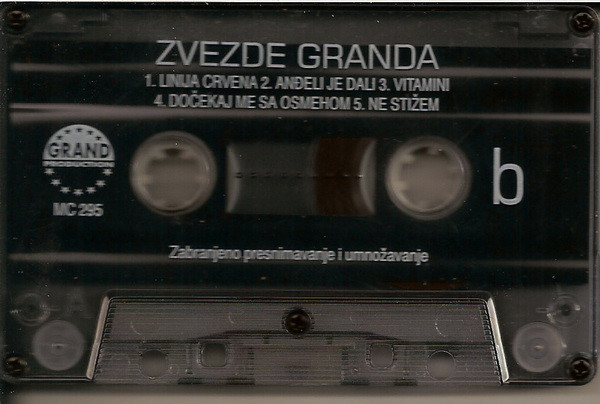 ZVEZDE GRANDA
1. LINIJA CRVENA 2. ANĐELI JE DALI 3. VITAMINI
4. DOČEKAJ ME SA OSMEHOM 5. NE STIŽEM
GRAND
PRODUCTION
MC 295
b
Zabranjeno presnimavanje i umnožavanje
A